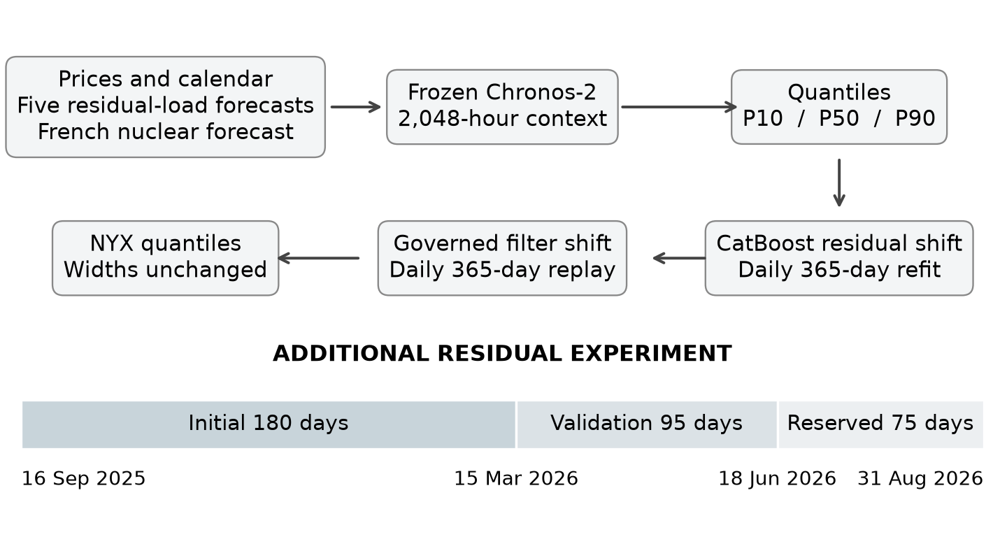 Prices and calendar
Five residual-load forecasts
French nuclear forecast
Frozen Chronos-2
2,048-hour context
Quantiles
P10 / P50 / P90
NYX quantiles
Widths unchanged
Governed filter shift
Daily 365-day replay
CatBoost residual shift
Daily 365-day refit
ADDITIONAL RESIDUAL EXPERIMENT
Initial 180 days
Validation 95 days
Reserved 75 days
16 Sep 2025
15 Mar 2026
18 Jun 2026
31 Aug 2026